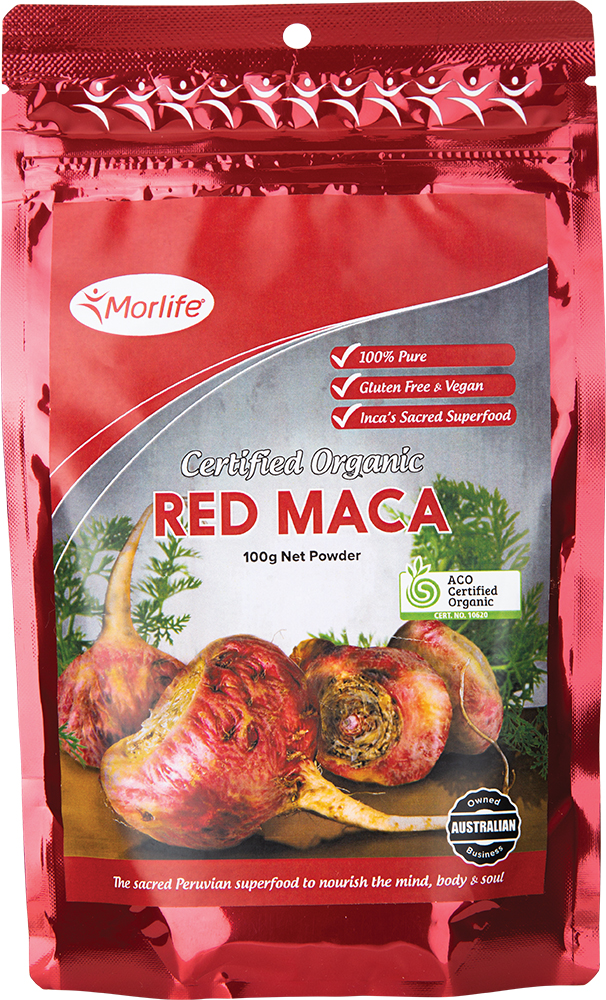 Morlife®
100% Pure
Gluten Free & Vegan
Inca's Sacred Superfood
Certified Organic
RED MACA
100g Net Powder
ACO
Certified
Organic
CERT. NO. 10620
Owned
AUSTRALIAN
Business
The sacred Peruvian superfood to nourish the mind, body & soul